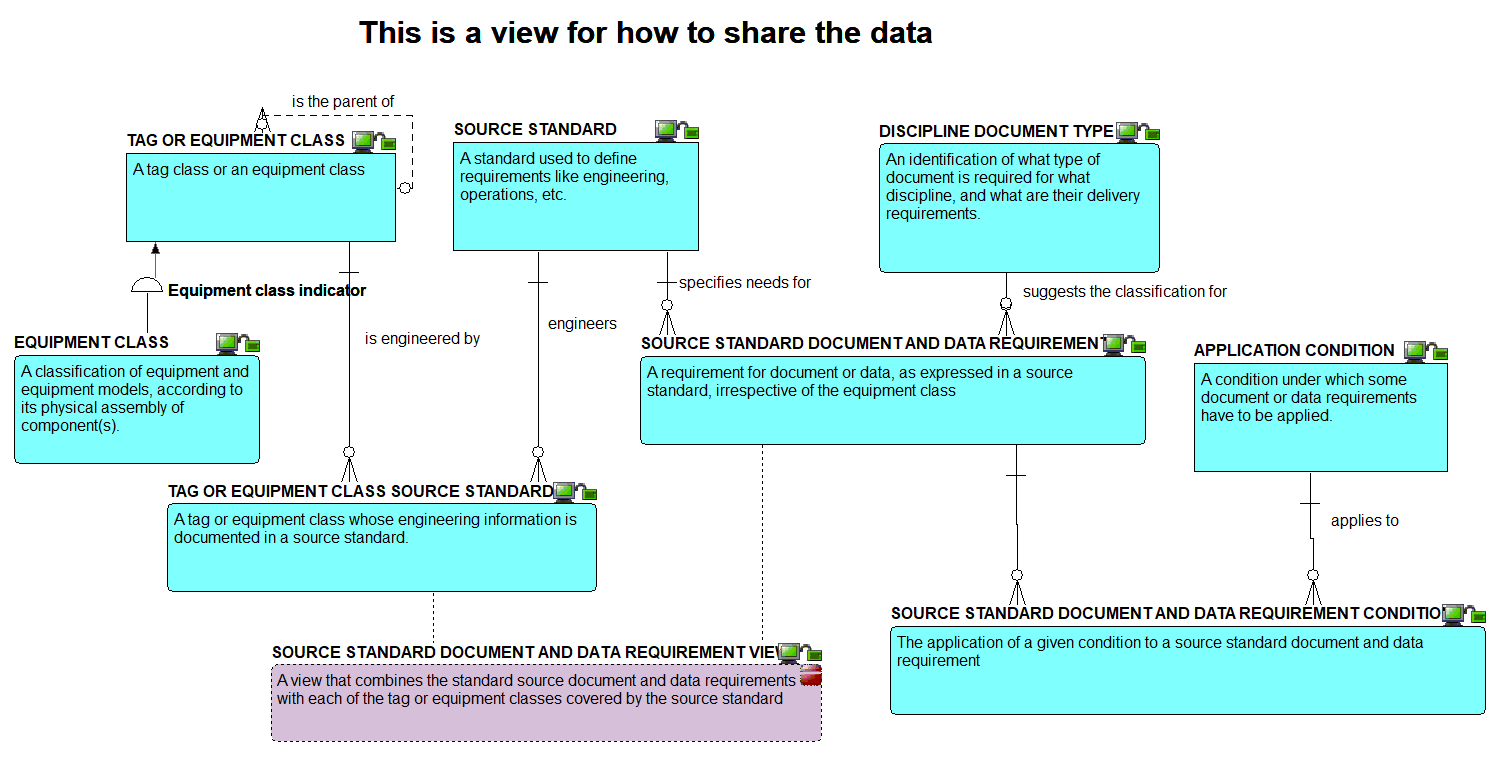 This is a view for how to share the data
is the parent of
TAG OR EQUIPMENT CLASS
A tag class or an equipment class
SOURCE STANDARD
A standard used to define
requirements like engineering,
operations, etc.
DISCIPLINE DOCUMENT TYPE
An identification of what type of
document is required for what
discipline, and what are their delivery
requirements.
Equipment class indicator
specifies needs for
suggests the classification for
is engineered by
engineers
EQUIPMENT CLASS
A classification of equipment and
equipment models, according to
its physical assembly of
component(s).
SOURCE STANDARD DOCUMENT AND DATA REQUIREMENT
A requirement for document or data, as expressed in a source
standard, irrespective of the equipment class
APPLICATION CONDITION
A condition under which some
document or data requirements
have to be applied.
applies to
TAG OR EQUIPMENT CLASS SOURCE STANDARD
A tag or equipment class whose engineering information is
documented in a source standard.
SOURCE STANDARD DOCUMENT AND DATA REQUIREMENT CONDITIO
The application of a given condition to a source standard document and data
requirement
SOURCE STANDARD DOCUMENT AND DATA REQUIREMENT VIEW
A view that combines the standard source document and data requirements
with each of the tag or equipment classes covered by the source standard